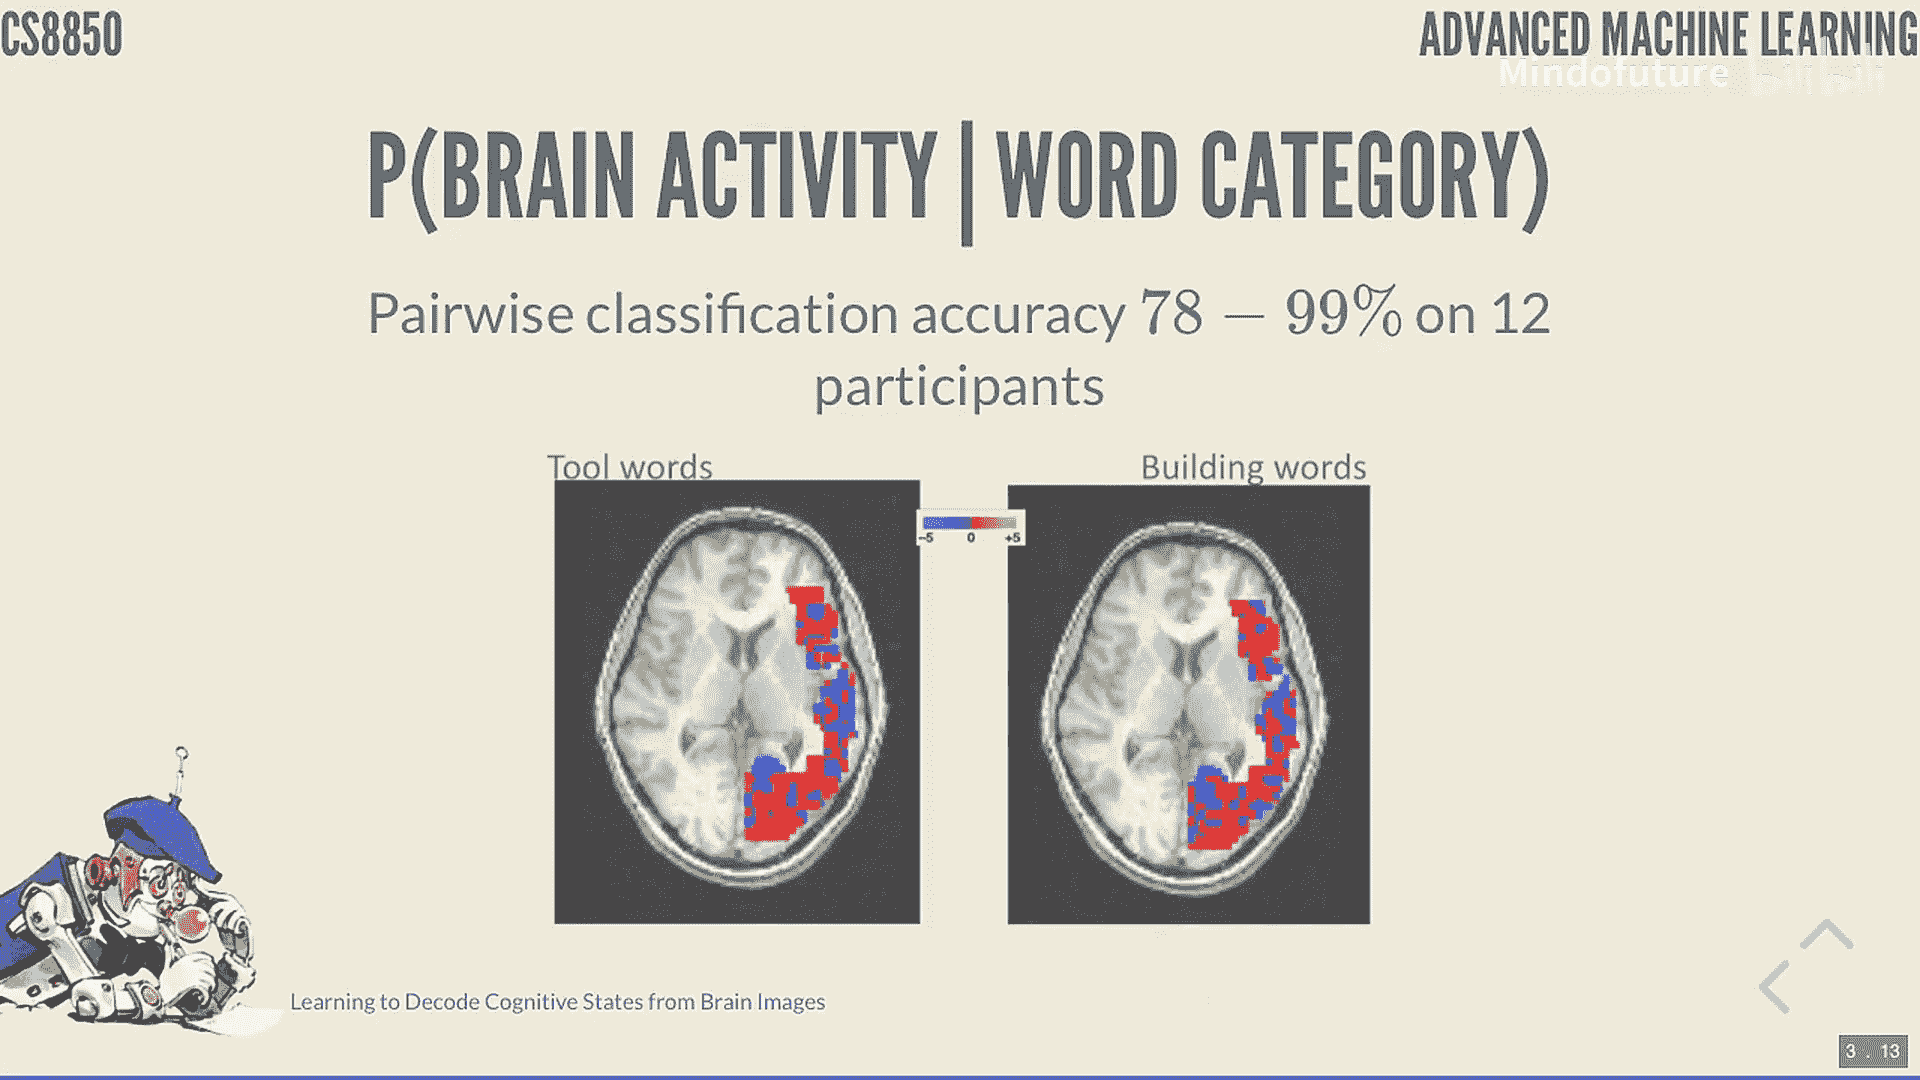 CS8850
ADVANCED MACHINE LEARNING
Mindofuture
P(BRAIN ACTIVITY | WORD CATEGORY)
Pairwise classification accuracy 78 − 99% on 12
participants
Tool words
Building words
-5 0 +5
Learning to Decode Cognitive States from Brain Images
3 . 13